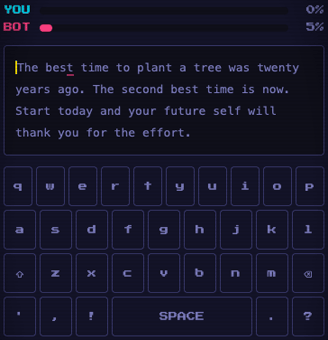 YOU 0%
BOT 5%
The best time to plant a tree was twenty
years ago. The second best time is now.
Start today and your future self will
thank you for the effort.
q w e r t y u i o p
a s d f g h j k l
⇧ z x c v b n m ⌫
' , ! SPACE . ?